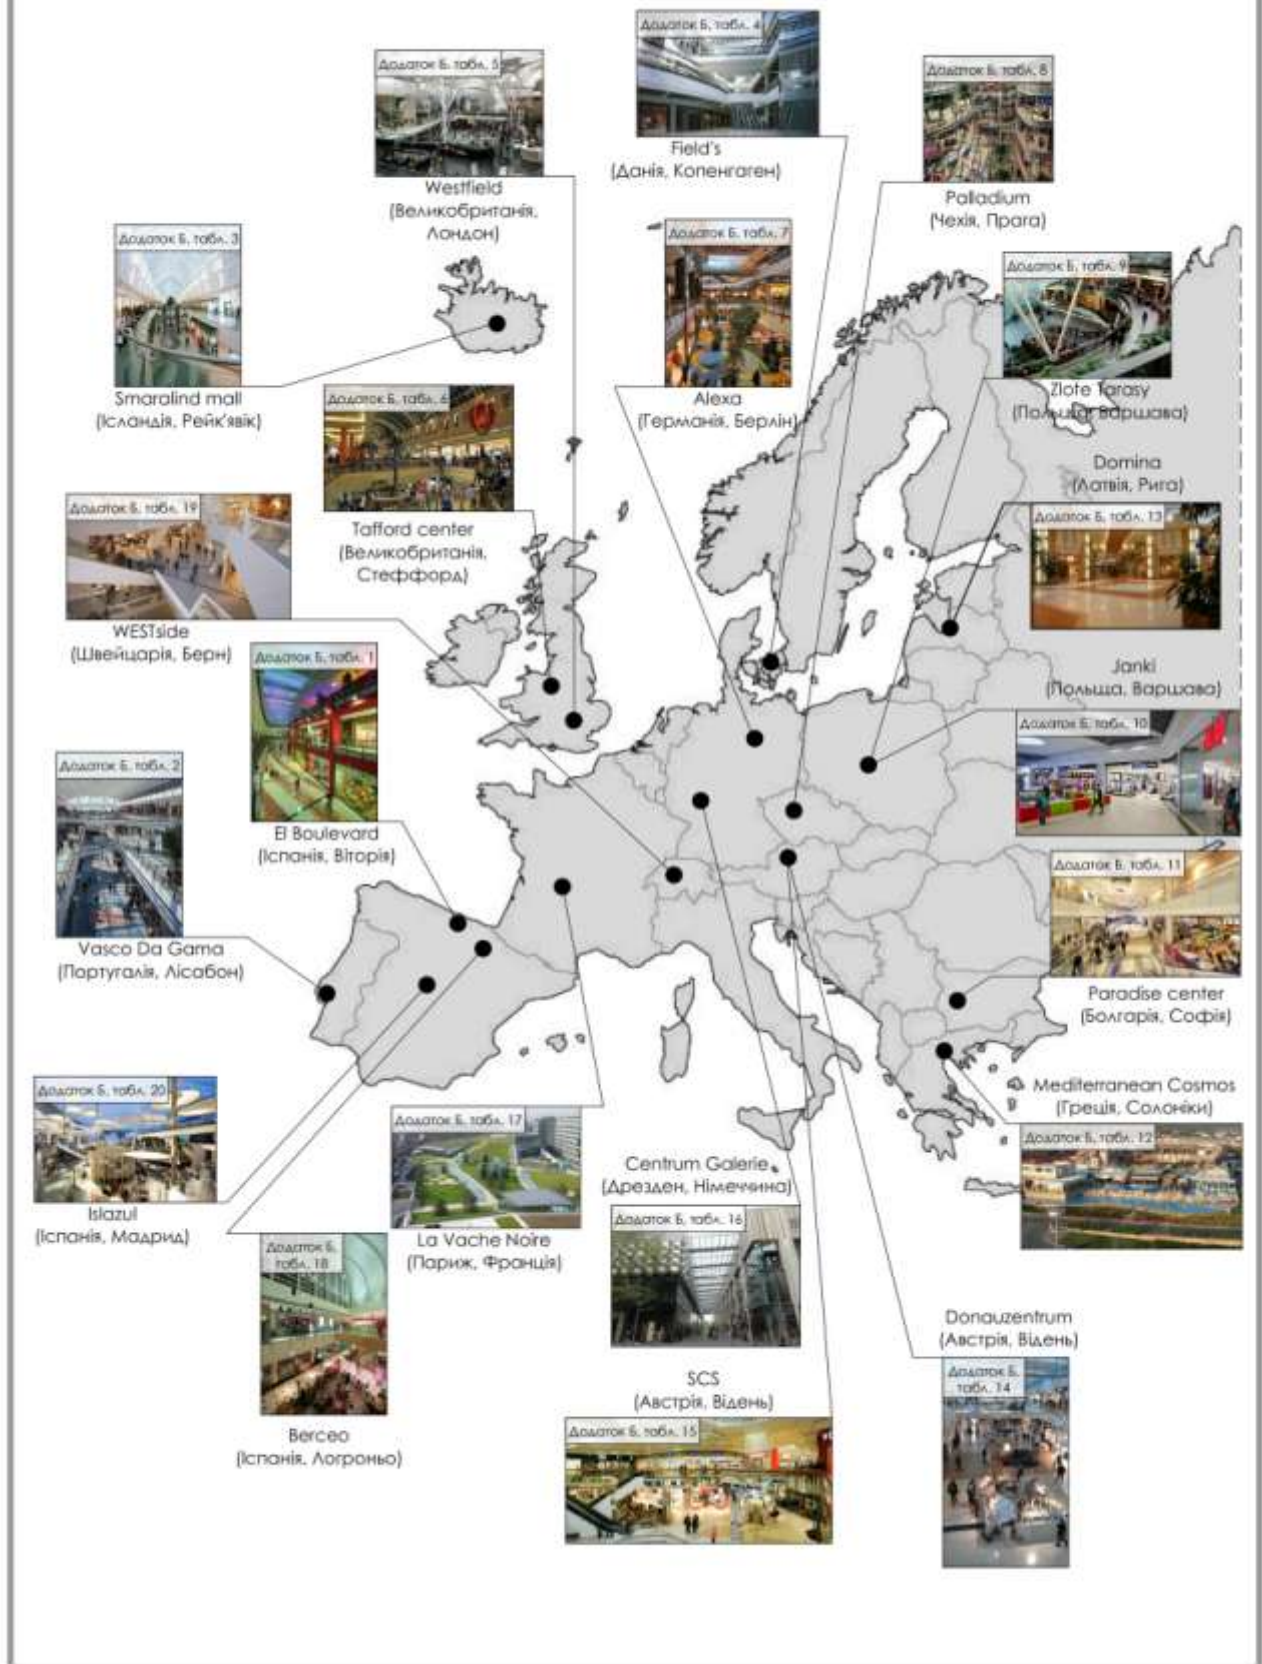 Додаток Б, табл. 4
Field's
(Данія, Копенгаген)
Додаток Б, табл. 5
Westfield
(Великобританія,
Лондон)
Додаток Б, табл. 8
Palladium
(Чехія, Прага)
Додаток Б, табл. 3
Smaralind mall
(Ісландія, Рейк'явік)
Додаток Б, табл. 7
Alexa
(Германія, Берлін)
Додаток Б, табл. 9
Zlote Tarasy
(Польща, Варшава)
Додаток Б, табл. 6
Tafford center
(Великобританія,
Стеффорд)
Domina
(Латвія, Рига)
Додаток Б, табл. 13
Додаток Б, табл. 19
WESTside
(Швейцарія, Берн)
Додаток Б, табл. 1
El Boulevard
(Іспанія, Віторія)
Janki
(Польща, Варшава)
Додаток Б, табл. 10
Додаток Б, табл. 2
Vasco Da Gama
(Португалія, Лісабон)
Додаток Б, табл. 11
Paradise center
(Болгарія, Софія)
Mediterranean Cosmos
(Греція, Солоніки)
Додаток Б, табл. 12
Додаток Б, табл. 20
Islazul
(Іспанія, Мадрид)
Додаток Б, табл. 17
La Vache Noire
(Париж, Франція)
Centrum Galerie
(Дрезден, Німеччина)
Додаток Б, табл. 16
Додаток Б,
табл. 18
Berceo
(Іспанія, Логроньо)
SCS
(Австрія, Відень)
Додаток Б, табл. 15
Donauzentrum
(Австрія, Відень)
Додаток Б,
табл. 14